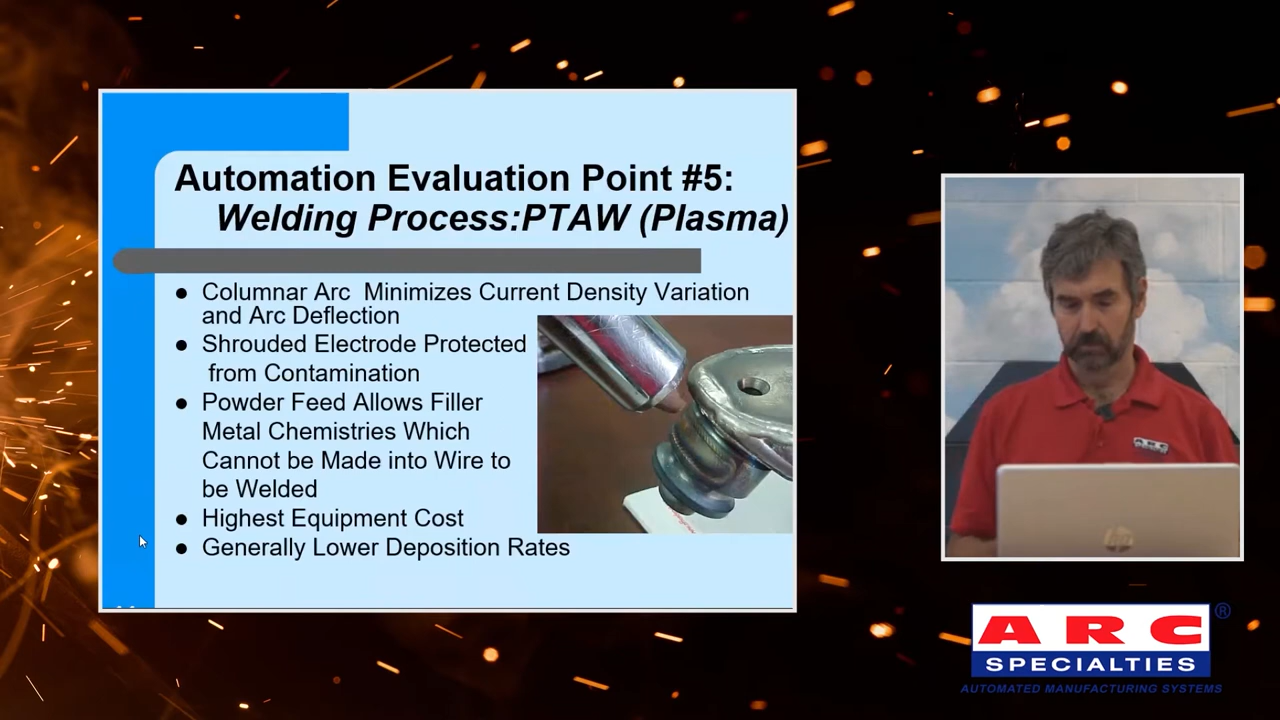 Automation Evaluation Point #5:
Welding Process:PTAW (Plasma)
● Columnar Arc Minimizes Current Density Variation
and Arc Deflection
● Shrouded Electrode Protected
from Contamination
● Powder Feed Allows Filler
Metal Chemistries Which
Cannot be Made into Wire to
be Welded
● Highest Equipment Cost
● Generally Lower Deposition Rates
ARC
hp
ARC®
SPECIALTIES
AUTOMATED MANUFACTURING SYSTEMS